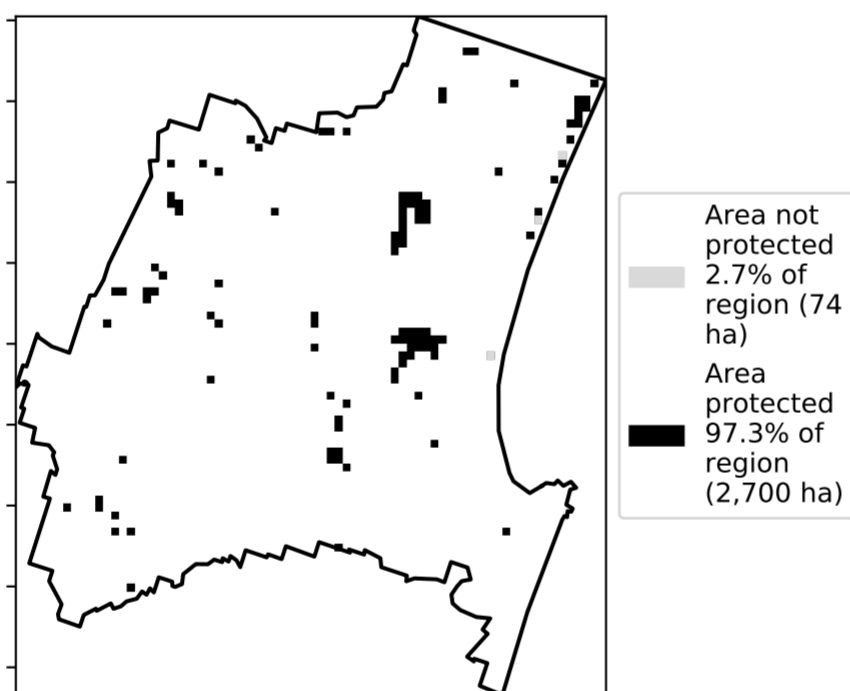 Area not
protected
2.7% of
region (74
ha)
Area
protected
97.3% of
region
(2,700 ha)